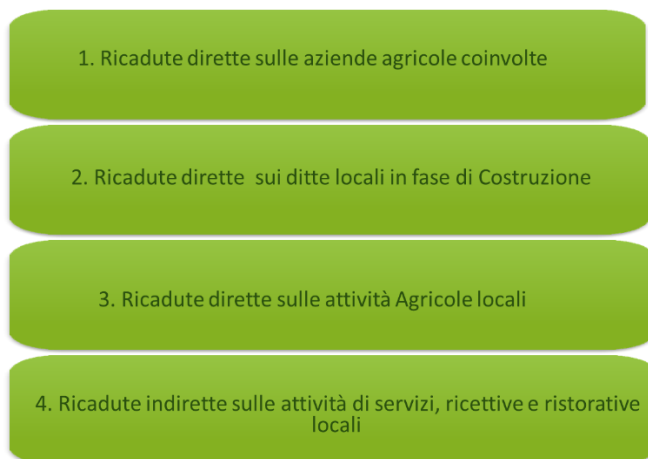 1. Ricadute dirette sulle aziende agricole coinvolte
2. Ricadute dirette  sui ditte locali in fase di Costruzione
3. Ricadute dirette sulle attività Agricole locali
4. Ricadute indirette sulle attività di servizi, ricettive e ristorative
locali